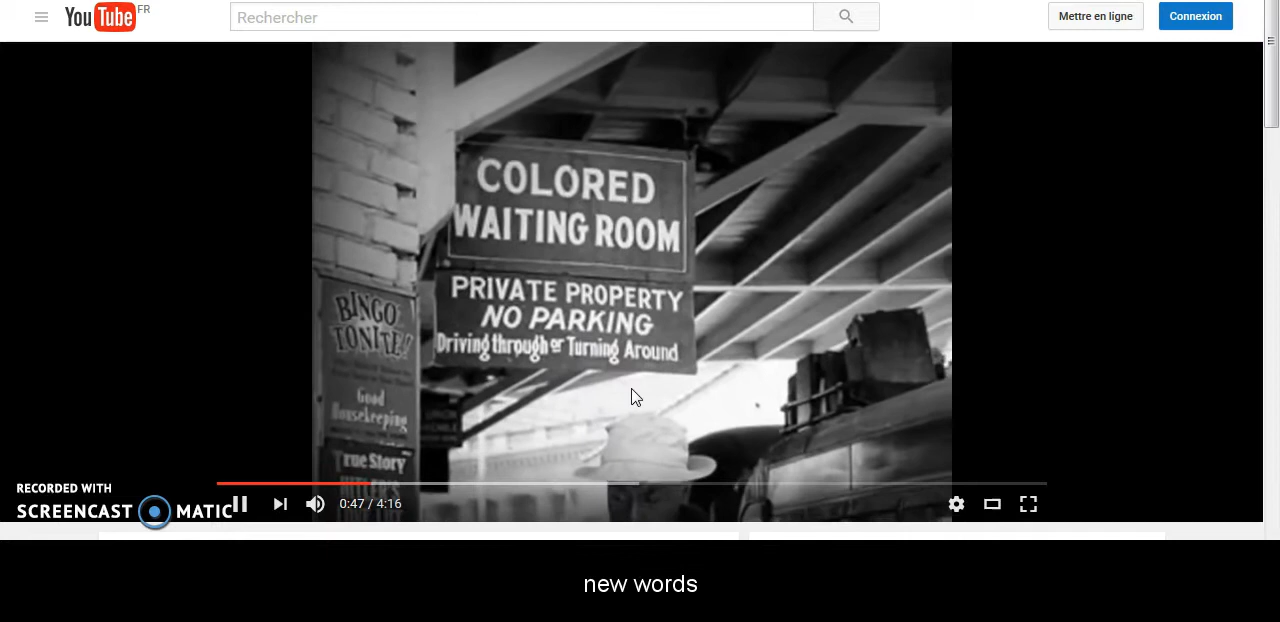 YouTube FR
Rechercher
Mettre en ligne
Connexion
COLORED
WAITING ROOM
PRIVATE PROPERTY
NO PARKING
Driving through or Turning Around
BINGO
TONITE!
Good
Housekeeping
True Story
RECORDED WITH
SCREENCAST MATIC
0:47 / 4:16
new words